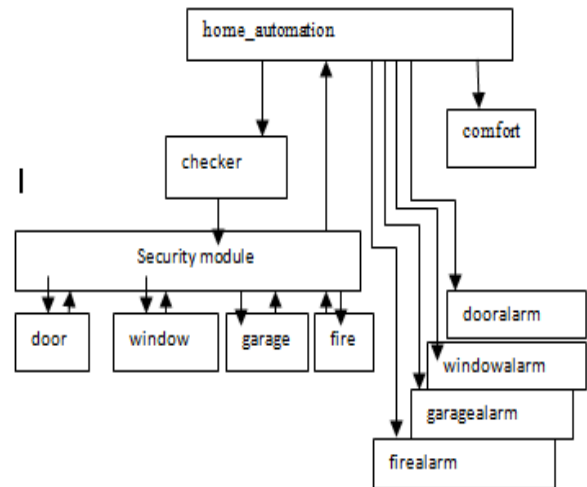 home_automation
comfort
checker
Security module
door
window
garage
fire
dooralarm
windowalarm
garagealarm
firealarm